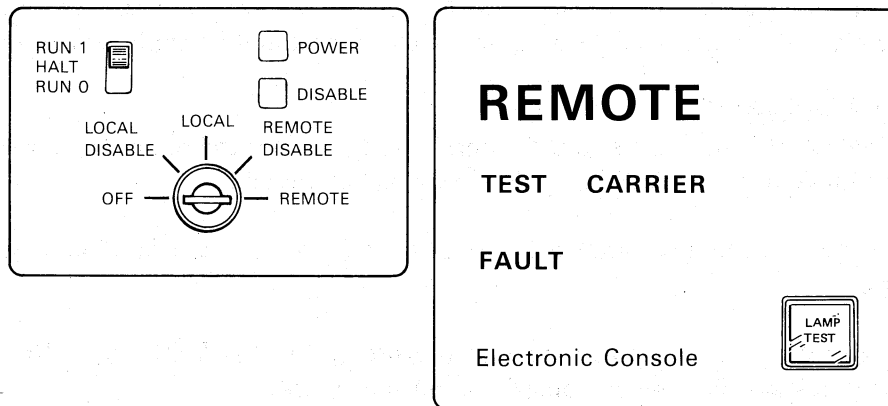 RUN 1
HALT
RUN 0
POWER
DISABLE
LOCAL
DISABLE
LOCAL
REMOTE
DISABLE
OFF
REMOTE
REMOTE
TEST CARRIER
FAULT
Electronic Console
LAMP
TEST